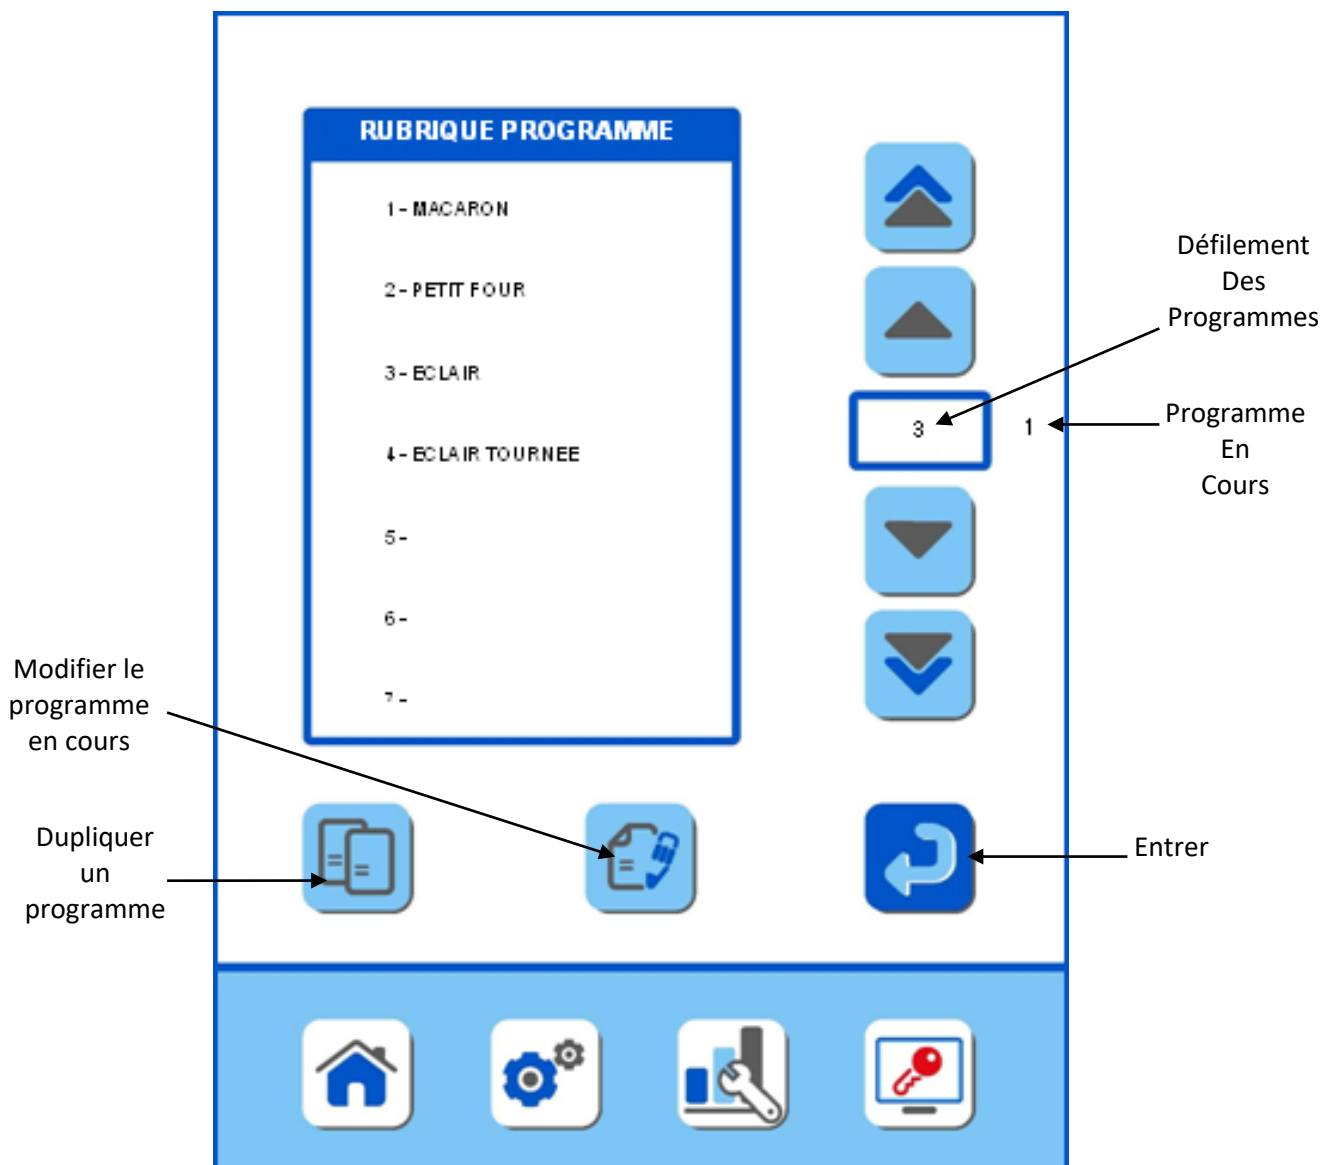 RUBRIQUE PROGRAMME
1- MACARON
2- PETIT FOUR
3- ECLAIR
4- ECLAIR TOURNEE
5-
6-
7-
Défilement
Des
Programmes
3
1
Programme
En
Cours
Modifier le
programme
en cours
Dupliquer
un
programme
Entrer